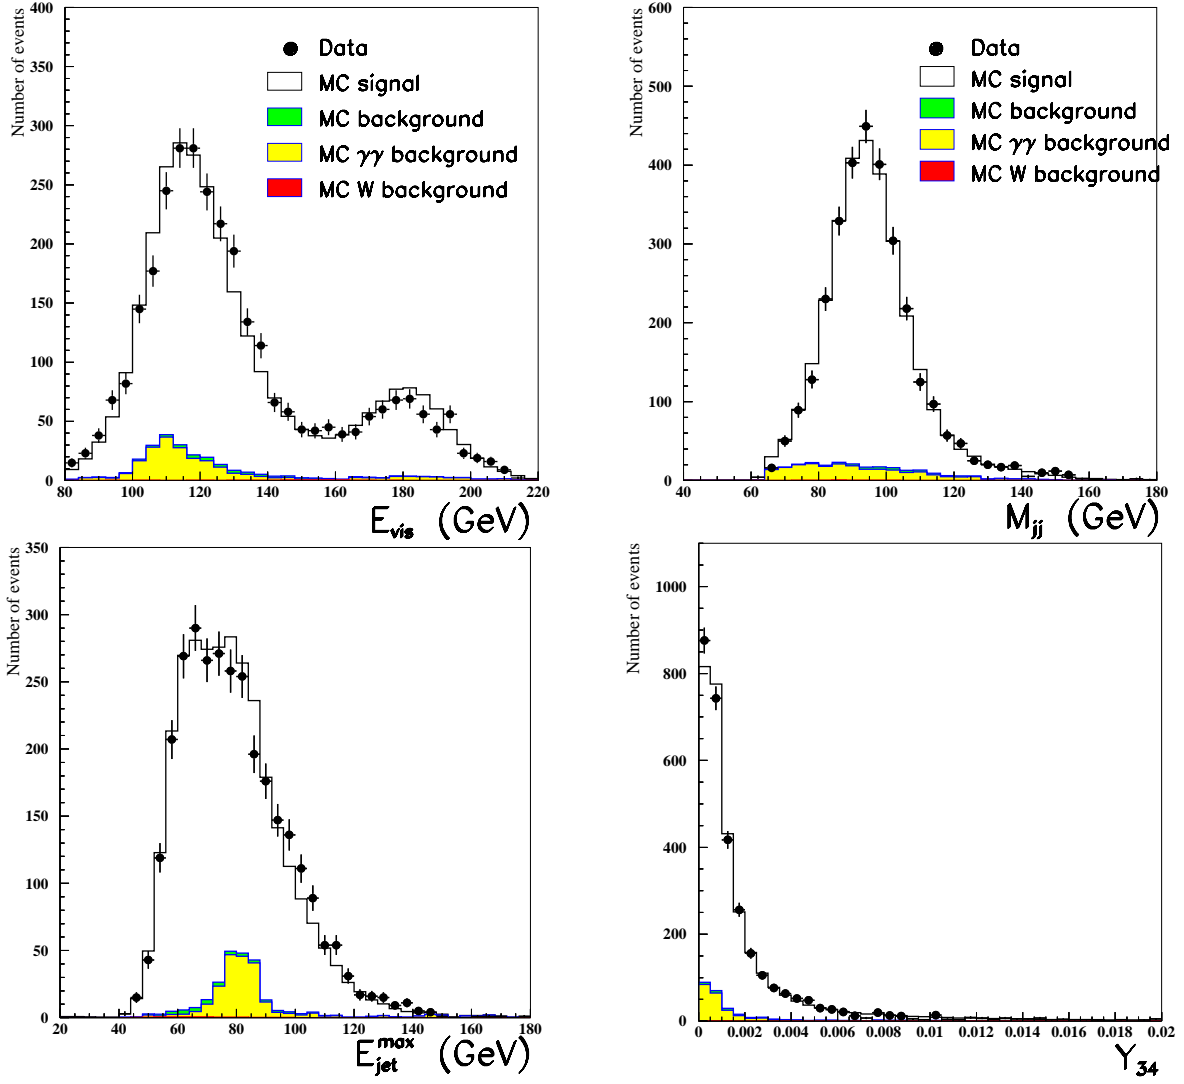 Number of events
400
350
300
250
200
150
100
50
0
80 100 120 140 160 180 200 220
E_vis (GeV)
Data
MC signal
MC background
MC γγ background
MC W background
Number of events
600
500
400
300
200
100
0
40 60 80 100 120 140 160 180
M_jj (GeV)
Data
MC signal
MC background
MC γγ background
MC W background
Number of events
350
300
250
200
150
100
50
0
20 40 60 80 100 120 140 160 180
E_jet^max (GeV)
Number of events
1000
800
600
400
200
0
0 0.002 0.004 0.006 0.008 0.01 0.012 0.014 0.016 0.018 0.02
Y_34